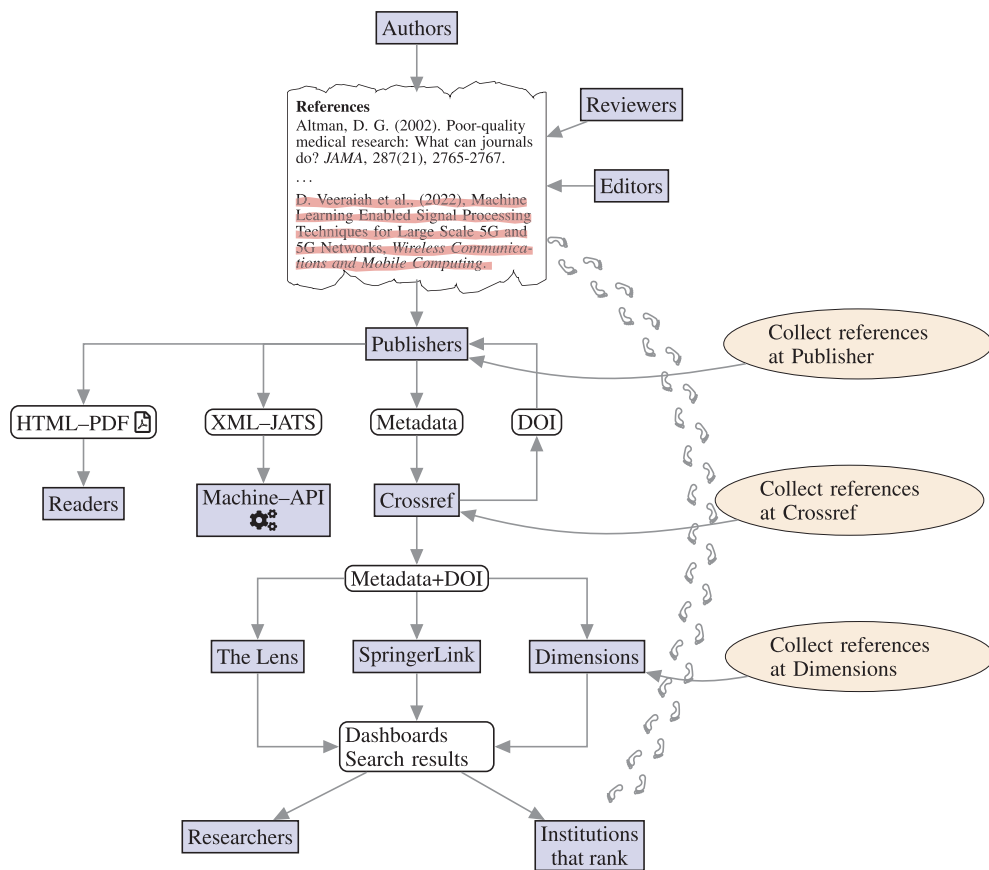 Authors
References
Altman, D. G. (2002). Poor-quality
medical research: What can journals
do? JAMA, 287(21), 2765-2767.
...
D. Veeraiah et al., (2022), Machine
Learning Enabled Signal Processing
Techniques for Large Scale 5G and
5G Networks, Wireless Communica-
tions and Mobile Computing.
Reviewers
Editors
Publishers
Collect references
at Publisher
HTML–PDF
XML–JATS
Metadata
DOI
Readers
Machine–API
Crossref
Collect references
at Crossref
Metadata+DOI
The Lens
SpringerLink
Dimensions
Collect references
at Dimensions
Dashboards
Search results
Researchers
Institutions
that rank